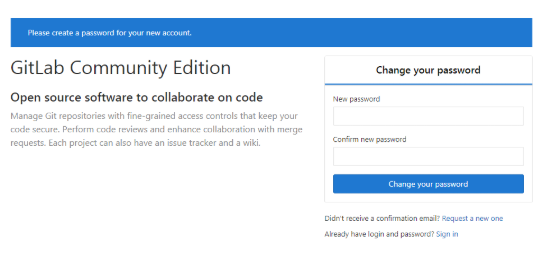 Please create a password for your new account.
GitLab Community Edition
Open source software to collaborate on code
Manage Git repositories with fine-grained access controls that keep your
code secure. Perform code reviews and enhance collaboration with merge
requests. Each project can also have an issue tracker and a wiki.
Change your password
New password
Confirm new password
Change your password
Didn't receive a confirmation email? Request a new one
Already have login and password? Sign in